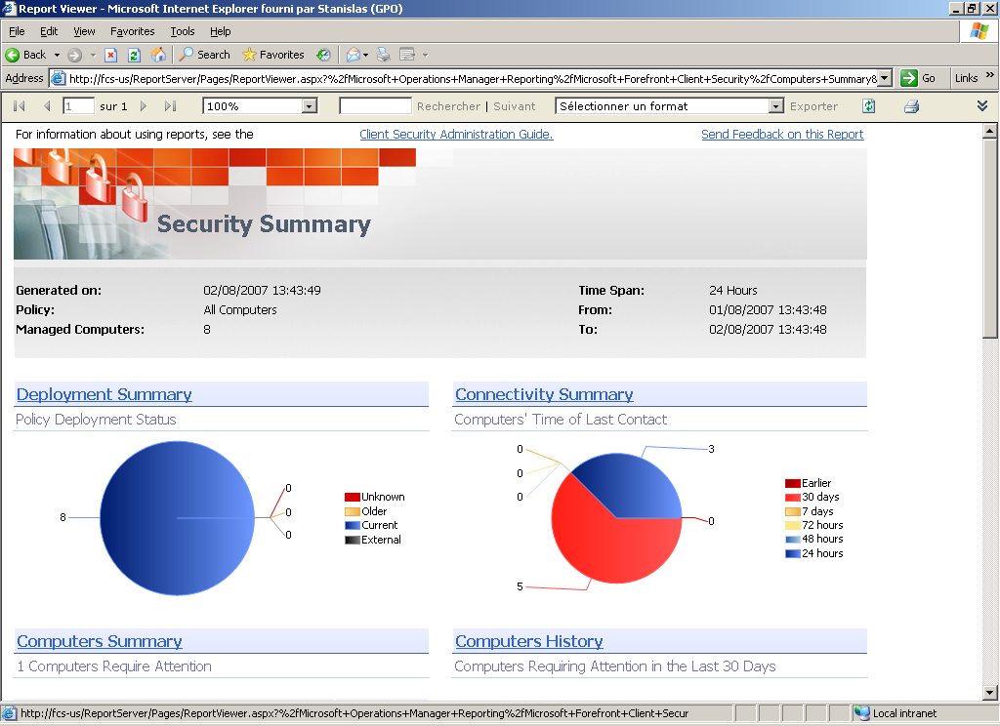 Report Viewer - Microsoft Internet Explorer fourni par Stanislas (GPO)
File Edit View Favorites Tools Help
Back Search Favorites
Address http://fcs-us/ReportServer/Pages/ReportViewer.aspx?%2fMicrosoft+Operations+Manager+Reporting%2fMicrosoft+Forefront+Client+Security%2fComputers+Summary& Go Links »
1 sur 1 100% Rechercher | Suivant Sélectionner un format Exporter
For information about using reports, see the Client Security Administration Guide. Send Feedback on this Report
Security Summary
Generated on: 02/08/2007 13:43:49 Time Span: 24 Hours
Policy: All Computers From: 01/08/2007 13:43:48
Managed Computers: 8 To: 02/08/2007 13:43:48
Deployment Summary Connectivity Summary
Policy Deployment Status Computers' Time of Last Contact
8
0
0
0
Unknown
Older
Current
External
0
0
0
3
0
5
Earlier
30 days
7 days
72 hours
48 hours
24 hours
Computers Summary Computers History
1 Computers Require Attention Computers Requiring Attention in the Last 30 Days
http://fcs-us/ReportServer/Pages/ReportViewer.aspx?%2fMicrosoft+Operations+Manager+Reporting%2fMicrosoft+Forefront+Client+Secur Local intranet